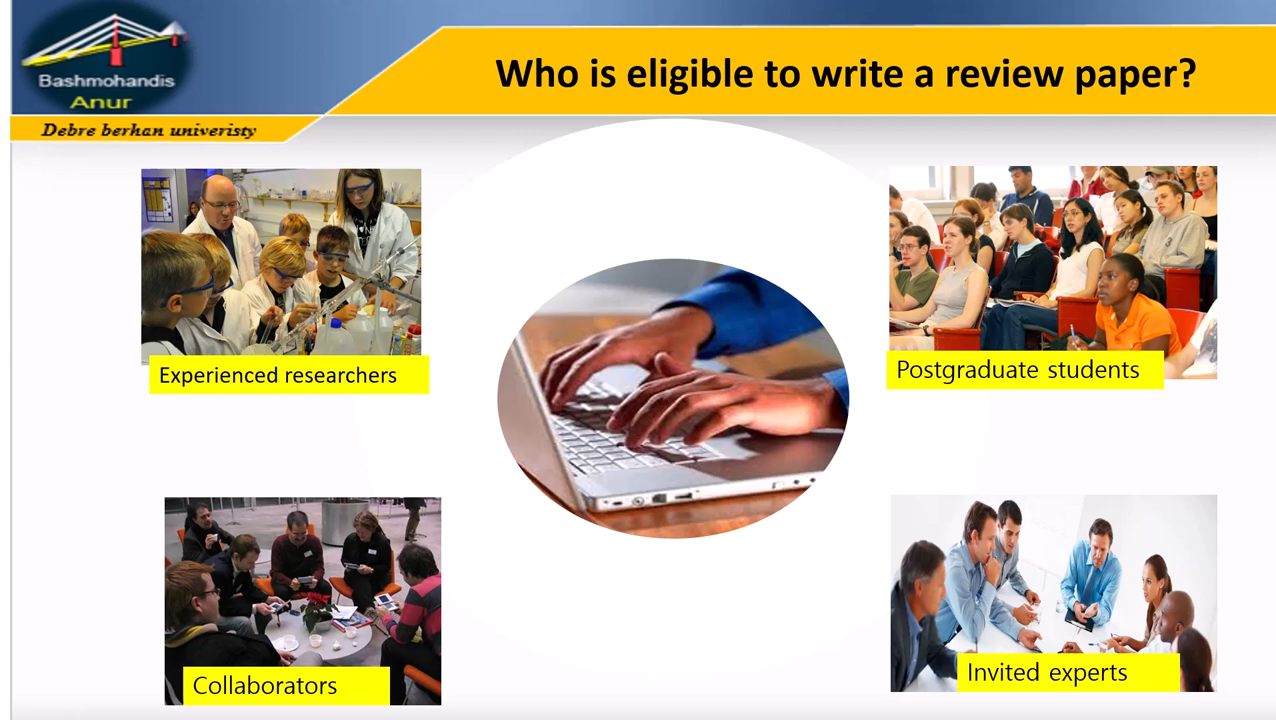 Who is eligible to write a review paper?
Bashmohandis
Anur
Debre berhan univeristy
Experienced researchers
Postgraduate students
Collaborators
Invited experts